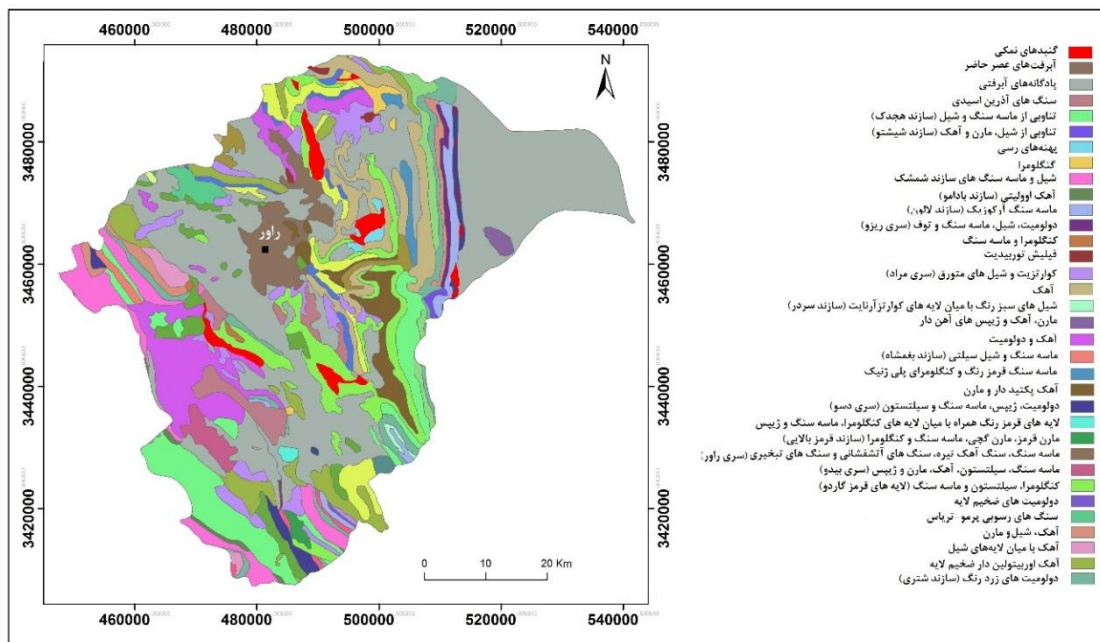 460000 480000 500000 520000 540000
گنبدهای نمکی
آبرفت‌های عصر حاضر
پادگانه‌های آبرفتی
سنگ های آذرین اسیدی
تناوبی از ماسه سنگ و شیل (سازند هجدک)
تناوبی از شیل، مارن و آهک (سازند شیشتو)
پهنه‌های رسی
کنگلومرا
شیل و ماسه سنگ های سازند شمشک
آهک اوولیتی (سازند بادامو)
ماسه سنگ آرکوزیک (سازند لالون)
دولومیت، شیل، ماسه سنگ و توف (سری ریزو)
کنگلومرا و ماسه سنگ
فیلیش توربیدیت
کوارتزیت و شیل های متورق (سری مراد)
آهک
شیل های سبز رنگ با میان لایه های کوارتزآرنایت (سازند سردر)
مارن، آهک و ژیپس های آهن دار
آهک و دولومیت
ماسه سنگ و شیل سیلتی (سازند بغمشاه)
ماسه سنگ قرمز رنگ و کنگلومرای پلی ژنیک
آهک پکتید دار و مارن
دولومیت، ژیپس، ماسه سنگ و سیلتستون (سری دسو)
لایه های قرمز رنگ همراه با میان لایه های کنگلومرا، ماسه سنگ و ژیپس
مارن قرمز، مارن گچی، ماسه سنگ و کنگلومرا (سازند قرمز بالایی)
ماسه سنگ، سنگ آهک تیره، سنگ های آتشفشانی و سنگ های تبخیری (سری راور)
ماسه سنگ، سیلتستون، آهک، مارن و ژیپس (سری بیدو)
کنگلومرا، سیلتستون و ماسه سنگ (لایه های قرمز گاردو)
دولومیت های ضخیم لایه
سنگ های رسوبی پرمو تریاس
آهک، شیل و مارن
آهک با میان لایه‌های شیل
آهک اوربیتولین دار ضخیم لایه
دولومیت های زرد رنگ (سازند شتری)
N
3480000
3460000
3440000
3420000
راور
3480000
3460000
3440000
3420000
0 10 20 Km
460000 480000 500000 520000 540000